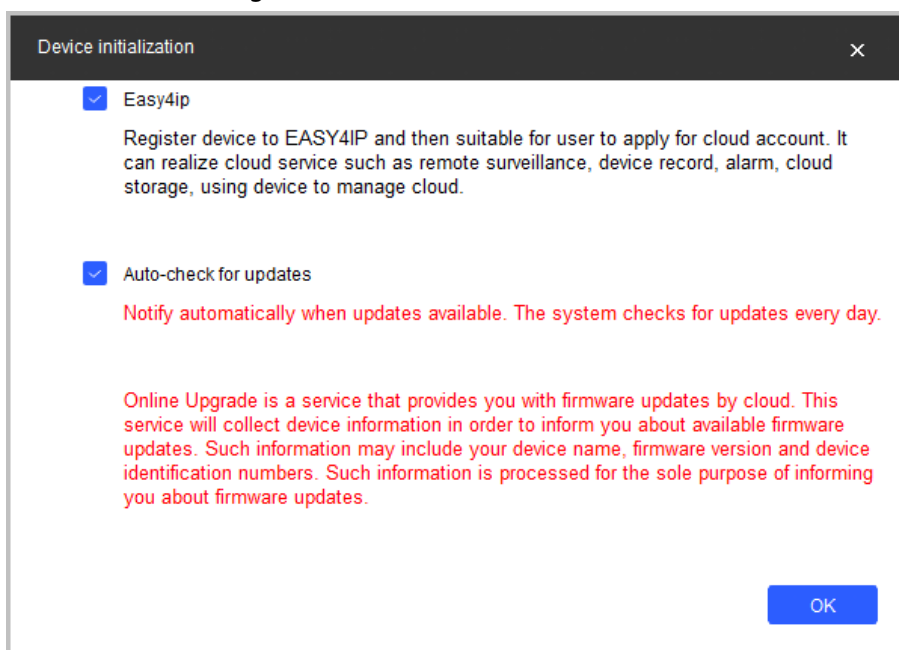 Device initialization
Easy4ip
Register device to EASY4IP and then suitable for user to apply for cloud account. It
can realize cloud service such as remote surveillance, device record, alarm, cloud
storage, using device to manage cloud.
Auto-check for updates
Notify automatically when updates available. The system checks for updates every day.
Online Upgrade is a service that provides you with firmware updates by cloud. This
service will collect device information in order to inform you about available firmware
updates. Such information may include your device name, firmware version and device
identification numbers. Such information is processed for the sole purpose of informing
you about firmware updates.
OK